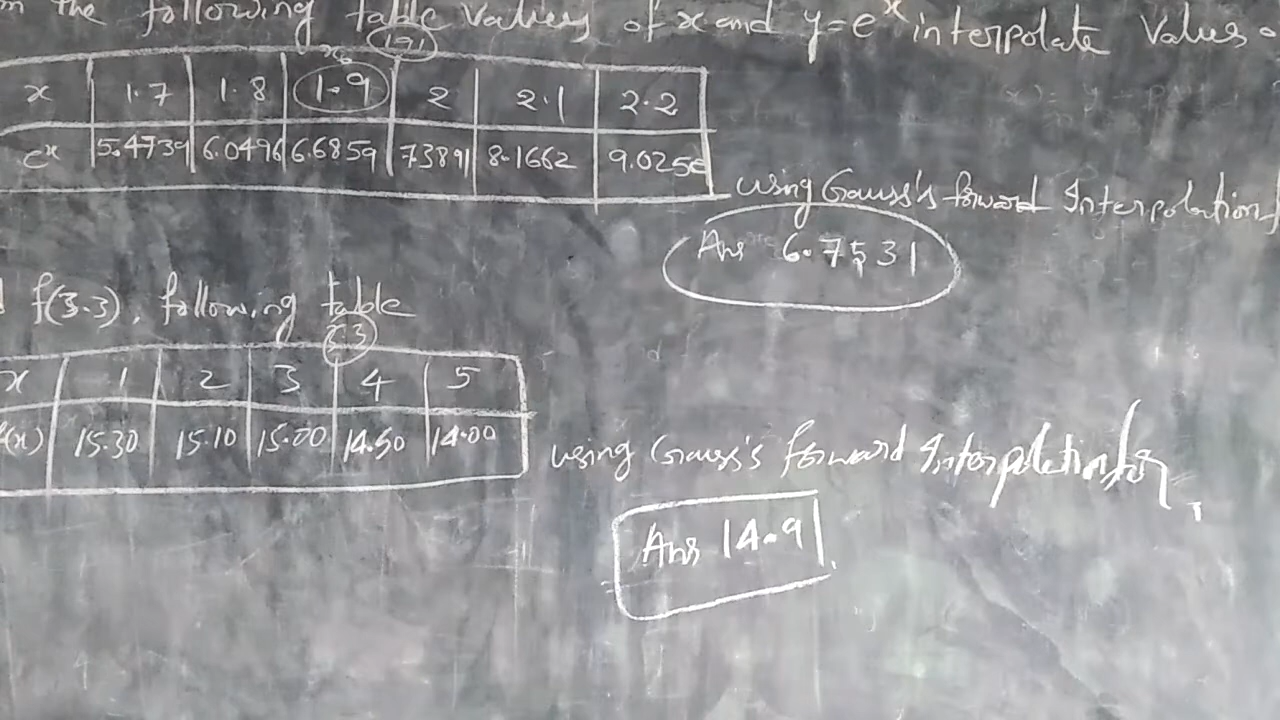 the following table values of x and y=e^x interpolate values
1.91
x₀
x 1.7 1.8 1.9 2 2.1 2.2
e^x 5.4739 6.0496 6.6859 7.3891 8.1662
using Gauss's forward Interpolation
Ans 6.7531
f(3.3), following table
3.3
x 1 2 3 4 5
(x) 15.30 15.10 15.00 14.50 14.00
using Gauss's forward Interpolation for
Ans 14.91